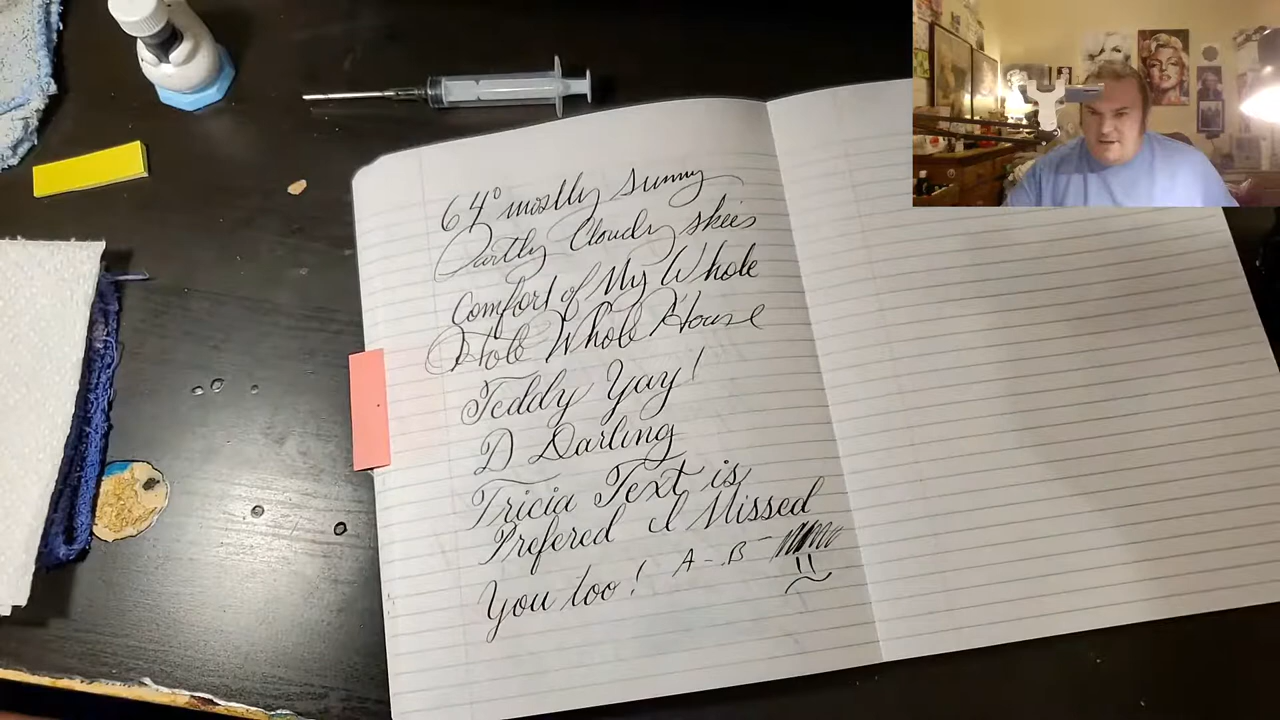 64° mostly sunny
Partly Cloudy skies
Comfort of My Whole
Hole Whole House
Teddy Yay!
D Darling
Tricia Text is
Prefered I Missed
You too! A-B-